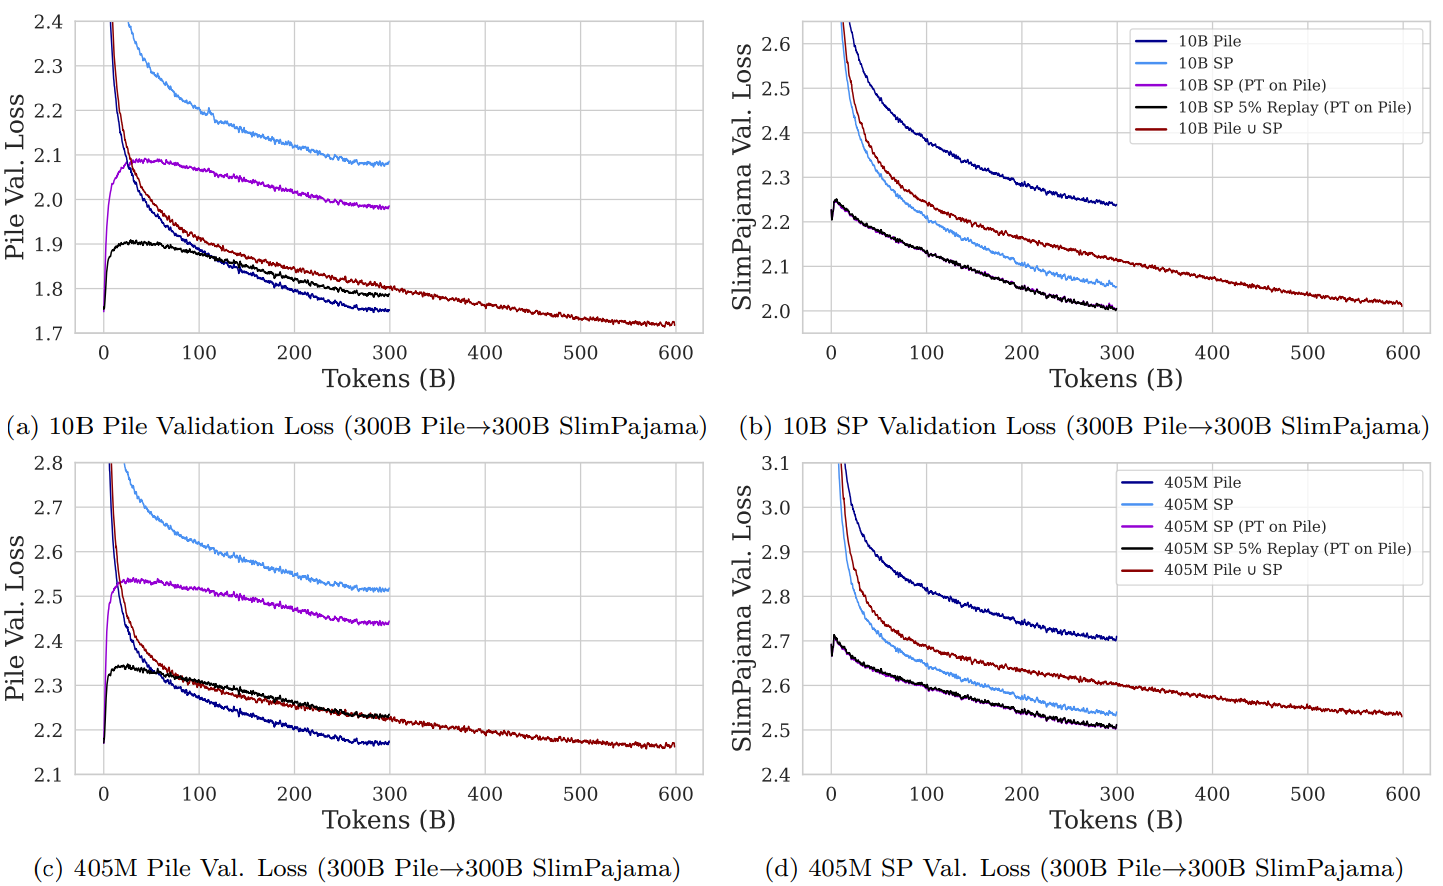 Pile Val. Loss
2.4
2.3
2.2
2.1
2.0
1.9
1.8
1.7
0 100 200 300 400 500 600
Tokens (B)
(a) 10B Pile Validation Loss (300B Pile→300B SlimPajama)
SlimPajama Val. Loss
2.6
2.5
2.4
2.3
2.2
2.1
2.0
10B Pile
10B SP
10B SP (PT on Pile)
10B SP 5% Replay (PT on Pile)
10B Pile ∪ SP
0 100 200 300 400 500 600
Tokens (B)
(b) 10B SP Validation Loss (300B Pile→300B SlimPajama)
Pile Val. Loss
2.8
2.7
2.6
2.5
2.4
2.3
2.2
2.1
0 100 200 300 400 500 600
Tokens (B)
(c) 405M Pile Val. Loss (300B Pile→300B SlimPajama)
SlimPajama Val. Loss
3.1
3.0
2.9
2.8
2.7
2.6
2.5
2.4
405M Pile
405M SP
405M SP (PT on Pile)
405M SP 5% Replay (PT on Pile)
405M Pile ∪ SP
0 100 200 300 400 500 600
Tokens (B)
(d) 405M SP Val. Loss (300B Pile→300B SlimPajama)